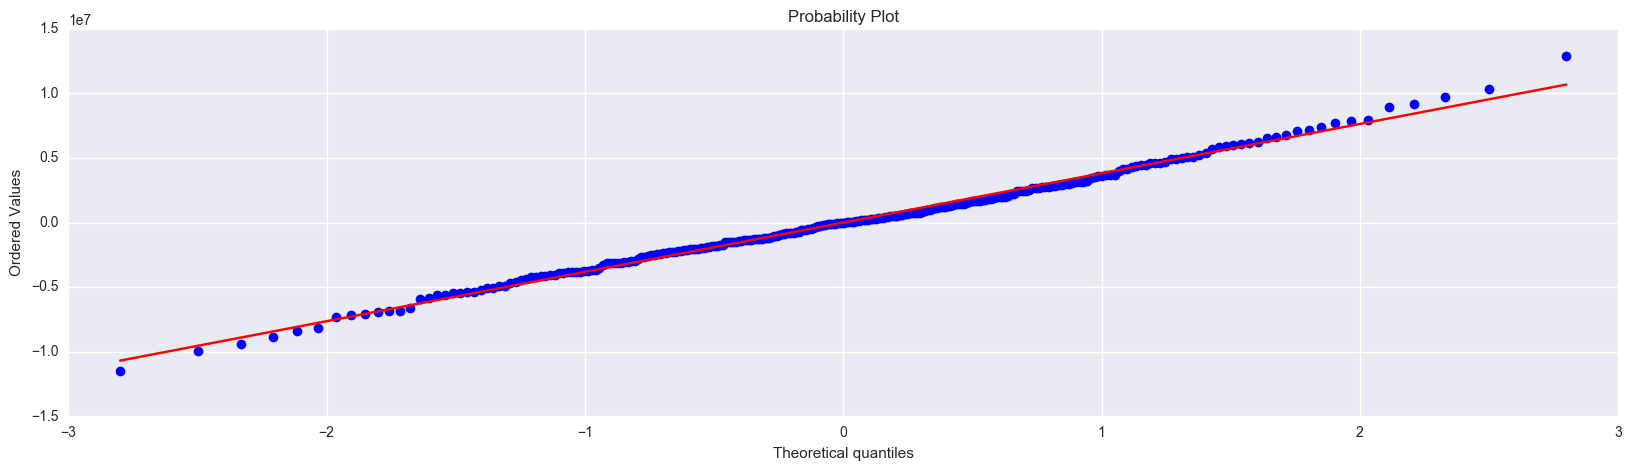 Probability Plot
1e7
1.5
1.0
0.5
0.0
−0.5
−1.0
−1.5
Ordered Values
−3 −2 −1 0 1 2 3
Theoretical quantiles